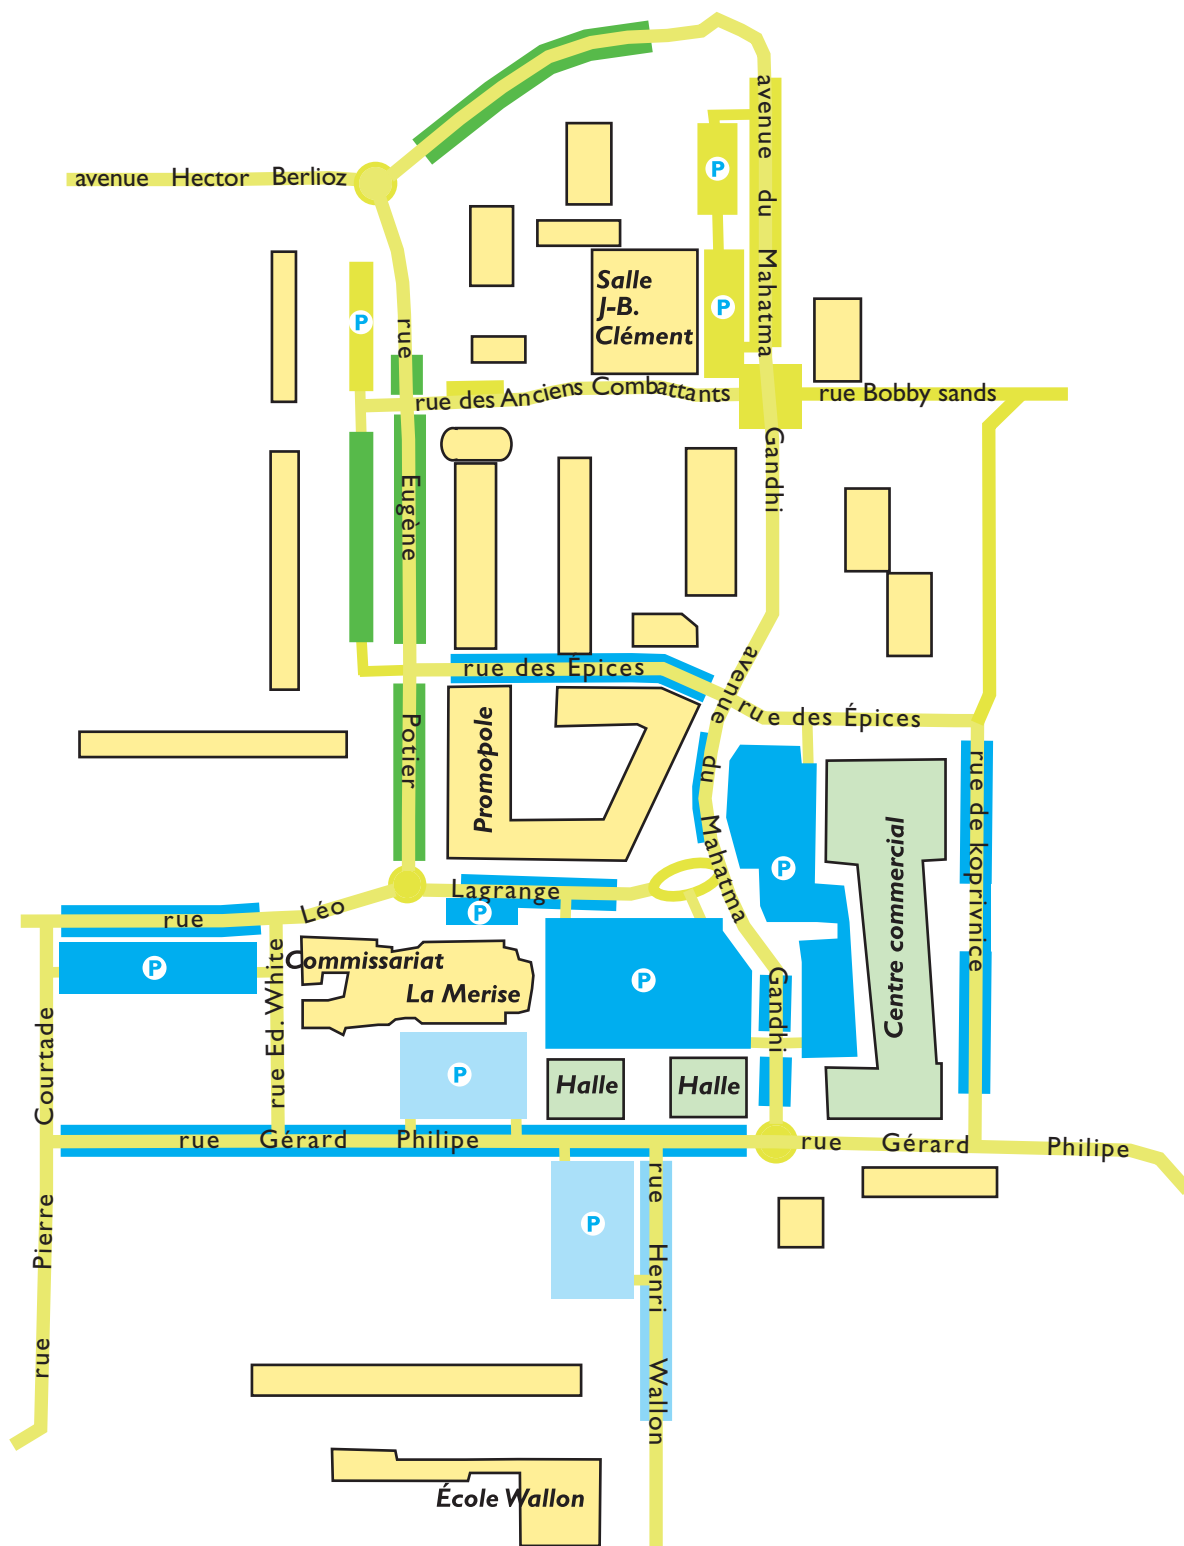 avenue Hector Berlioz
avenue du Mahatma Gandhi
P
P
P
Salle
J-B.
Clément
rue Eugène Potier
rue des Anciens Combattants
rue Bobby sands
rue des Épices
avenue du Mahatma Gandhi
rue des Épices
Promopole
P
Centre commercial
rue de koprivnice
rue Léo Lagrange
P
P
P
Commissariat
La Merise
rue Ed. White
P
Halle
Halle
rue Pierre Courtade
rue Gérard Philipe
rue Gérard Philipe
P
rue Henri Wallon
École Wallon